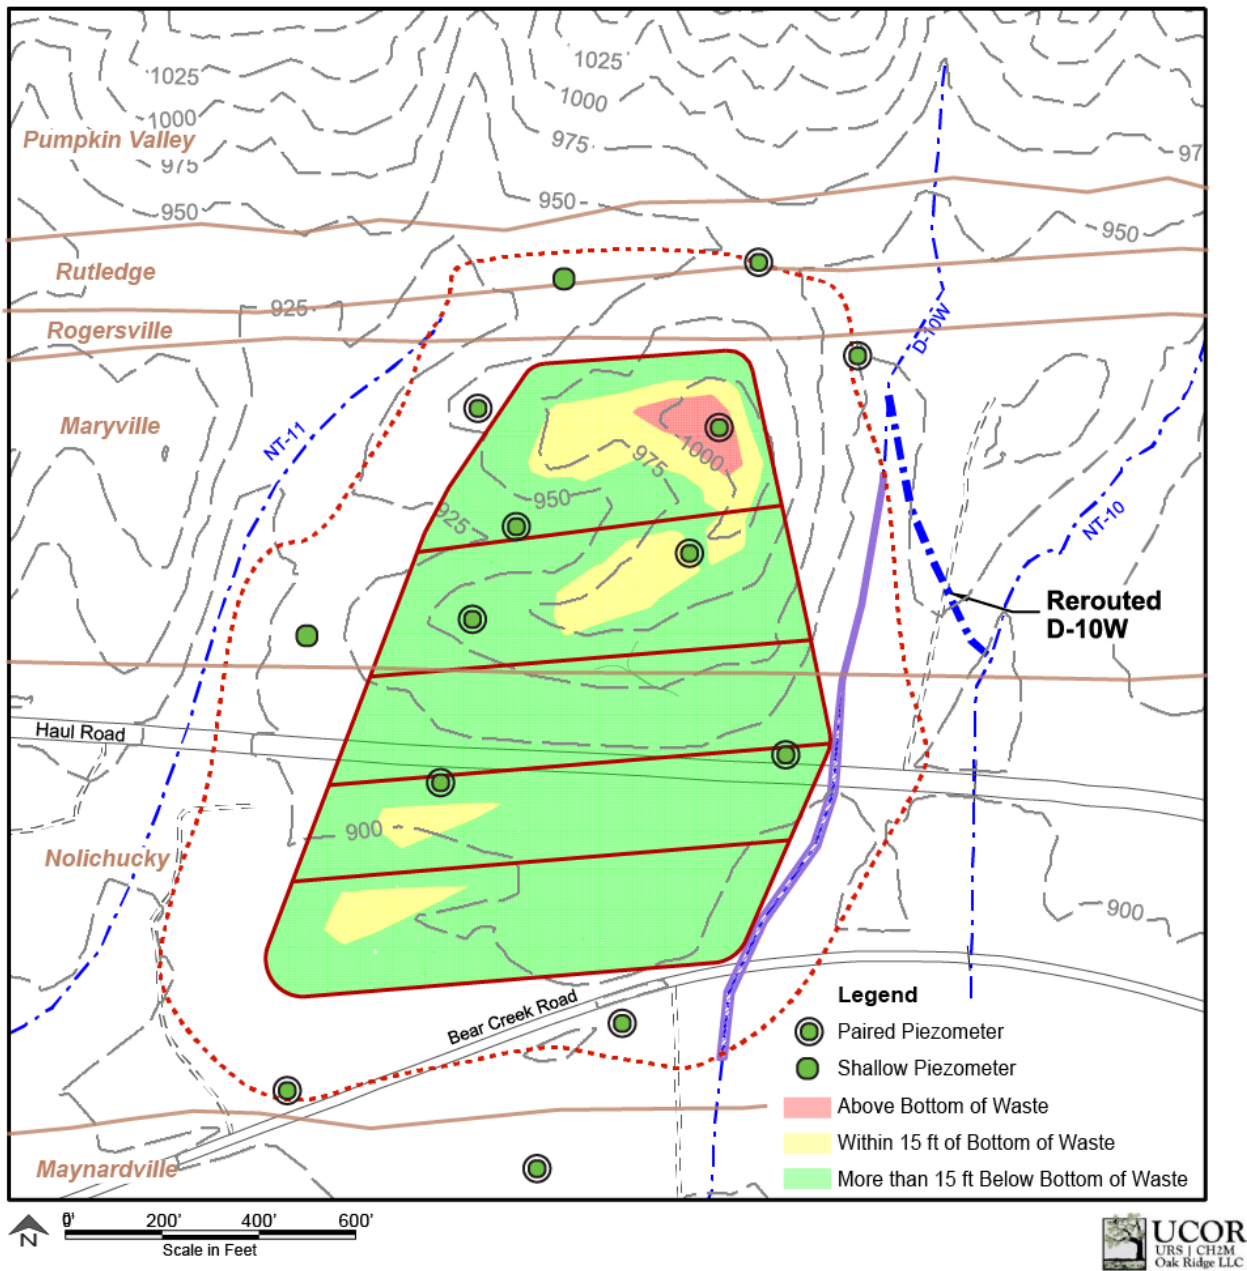 1025
1025
1000
1000
Pumpkin Valley
975
975
97
950
950
950
Rutledge
925
Rogersville
D-10W
Maryville
NT-11
1000
975
950
925
NT-10
Rerouted
D-10W
Haul Road
900
Nolichucky
900
Bear Creek Road
Legend
Paired Piezometer
Shallow Piezometer
Above Bottom of Waste
Within 15 ft of Bottom of Waste
More than 15 ft Below Bottom of Waste
Maynardville
N
0' 200' 400' 600'
Scale in Feet
UCOR
URS | CH2M
Oak Ridge LLC